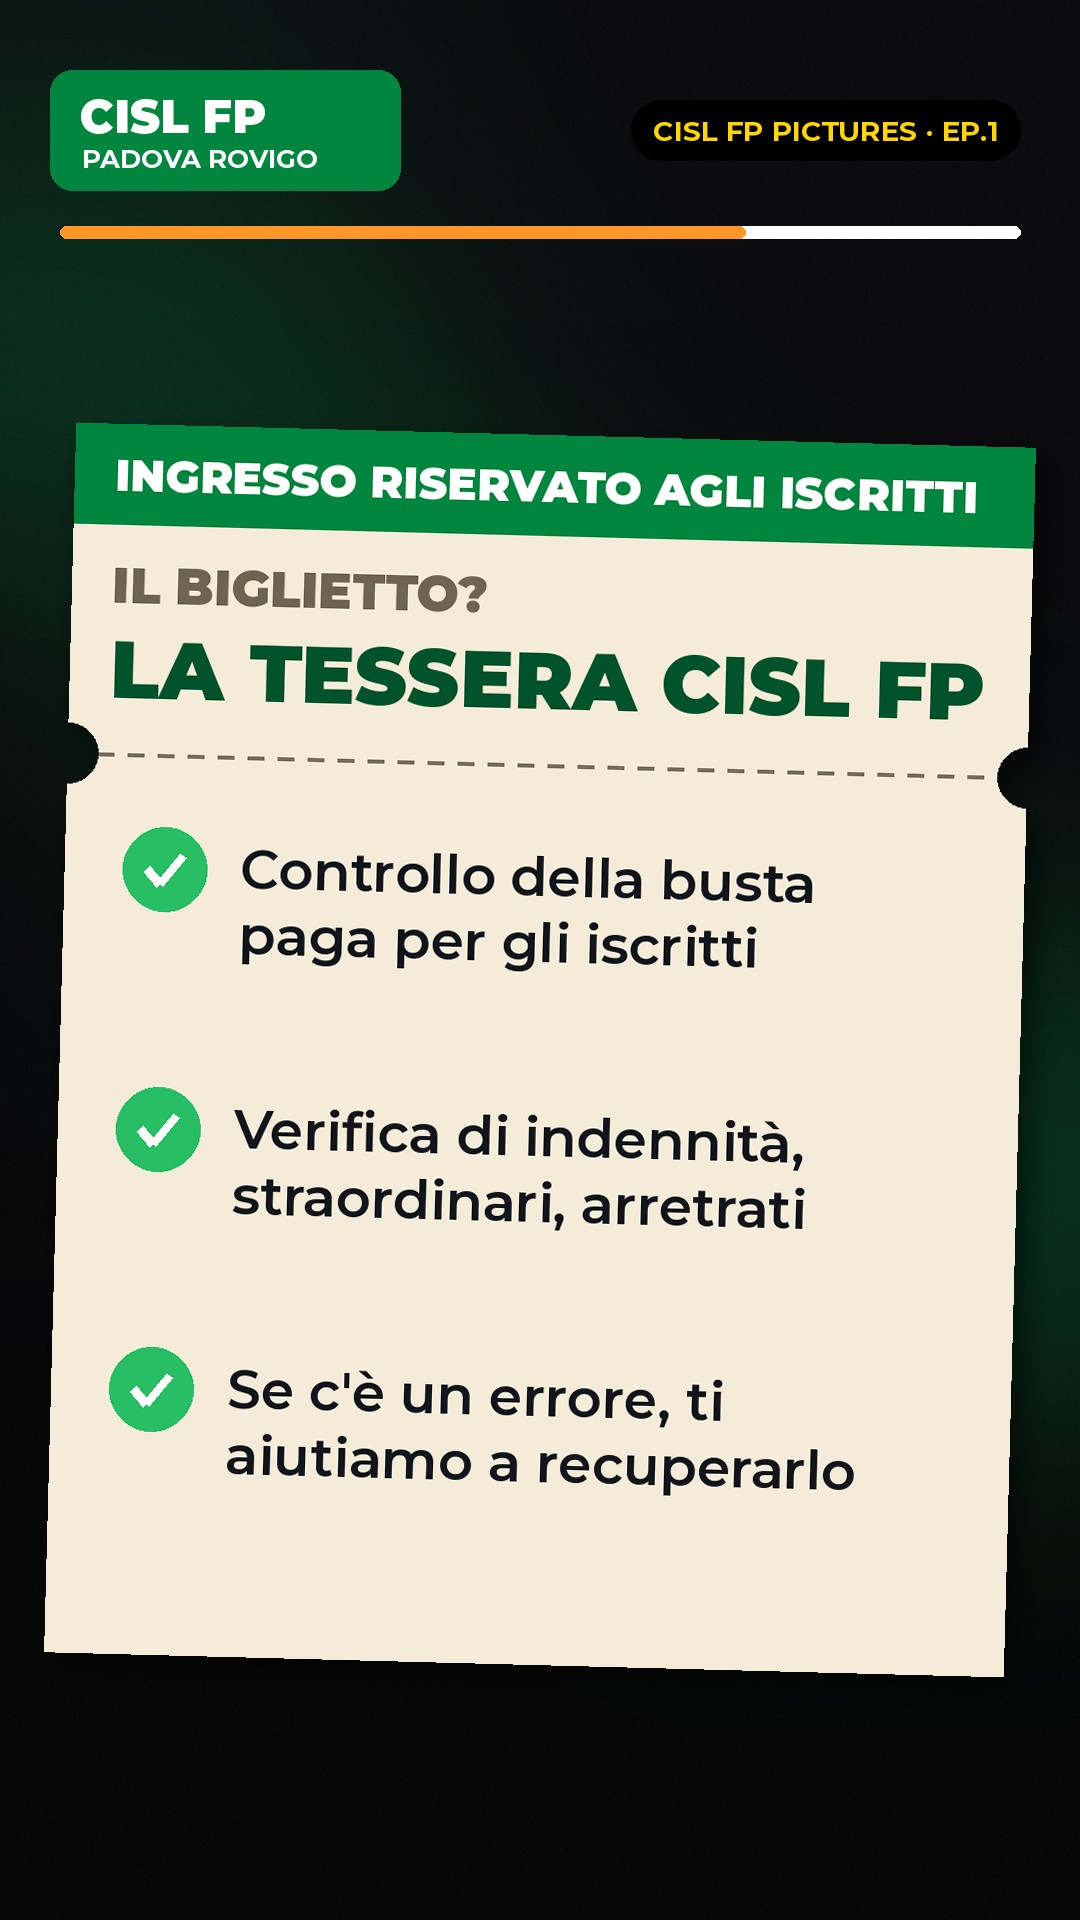 CISL FP
PADOVA ROVIGO
CISL FP PICTURES · EP.1
INGRESSO RISERVATO AGLI ISCRITTI
IL BIGLIETTO?
LA TESSERA CISL FP
Controllo della busta
paga per gli iscritti
Verifica di indennità,
straordinari, arretrati
Se c'è un errore, ti
aiutiamo a recuperarlo